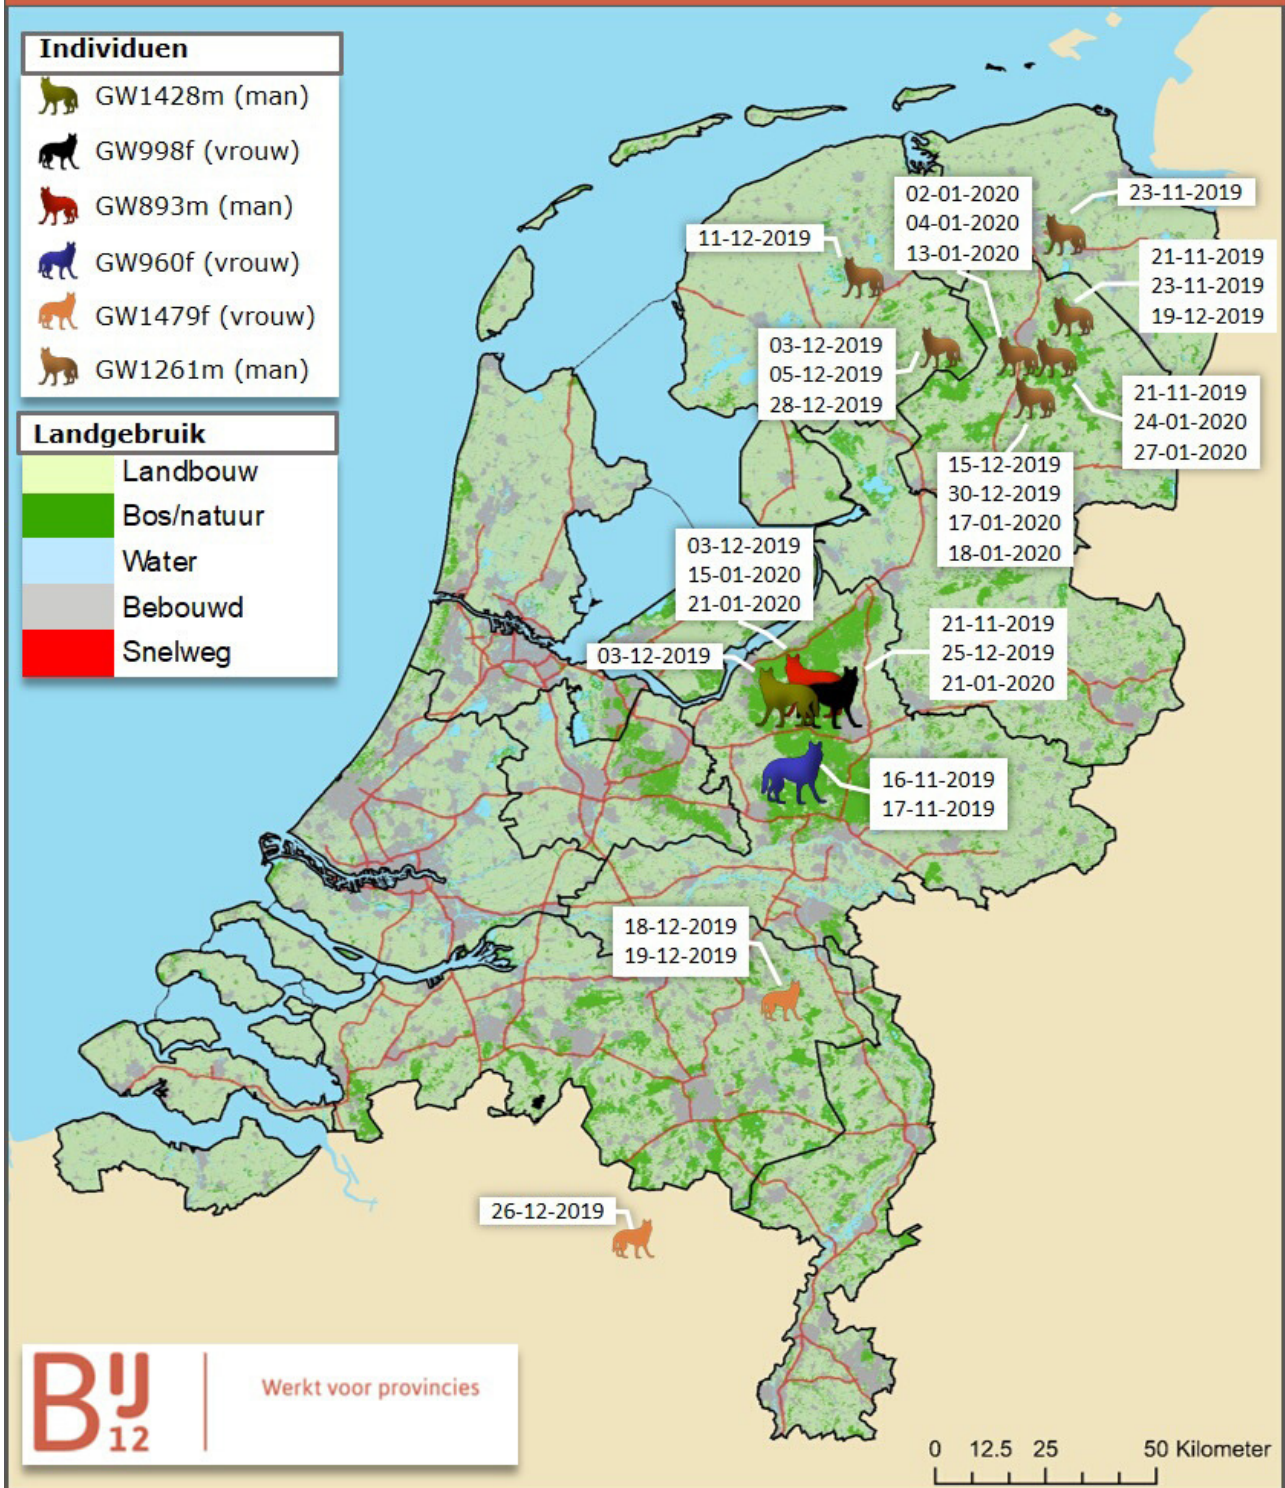 Individuen
GW1428m (man)
GW998f (vrouw)
GW893m (man)
GW960f (vrouw)
GW1479f (vrouw)
GW1261m (man)
Landgebruik
Landbouw
Bos/natuur
Water
Bebouwd
Snelweg
11-12-2019
02-01-2020
04-01-2020
13-01-2020
23-11-2019
21-11-2019
23-11-2019
19-12-2019
03-12-2019
05-12-2019
28-12-2019
21-11-2019
24-01-2020
27-01-2020
15-12-2019
30-12-2019
17-01-2020
18-01-2020
03-12-2019
15-01-2020
21-01-2020
03-12-2019
21-11-2019
25-12-2019
21-01-2020
16-11-2019
17-11-2019
18-12-2019
19-12-2019
26-12-2019
BIJ
12
Werkt voor provincies
0 12.5 25 50 Kilometer